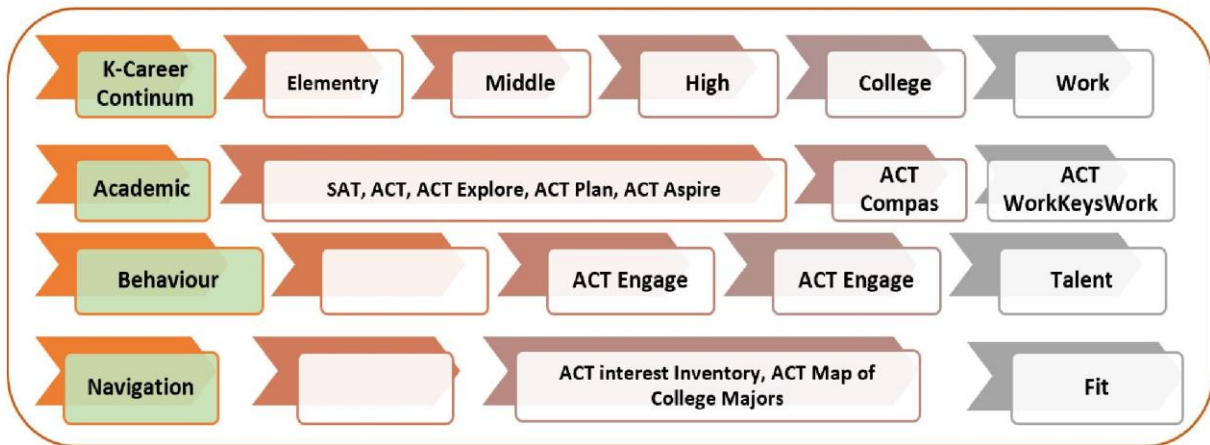 K-Career
Continum
Elementry
Middle
High
College
Work
Academic
SAT, ACT, ACT Explore, ACT Plan, ACT Aspire
ACT
Compas
ACT
WorkKeysWork
Behaviour
ACT Engage
ACT Engage
Talent
Navigation
ACT interest Inventory, ACT Map of
College Majors
Fit